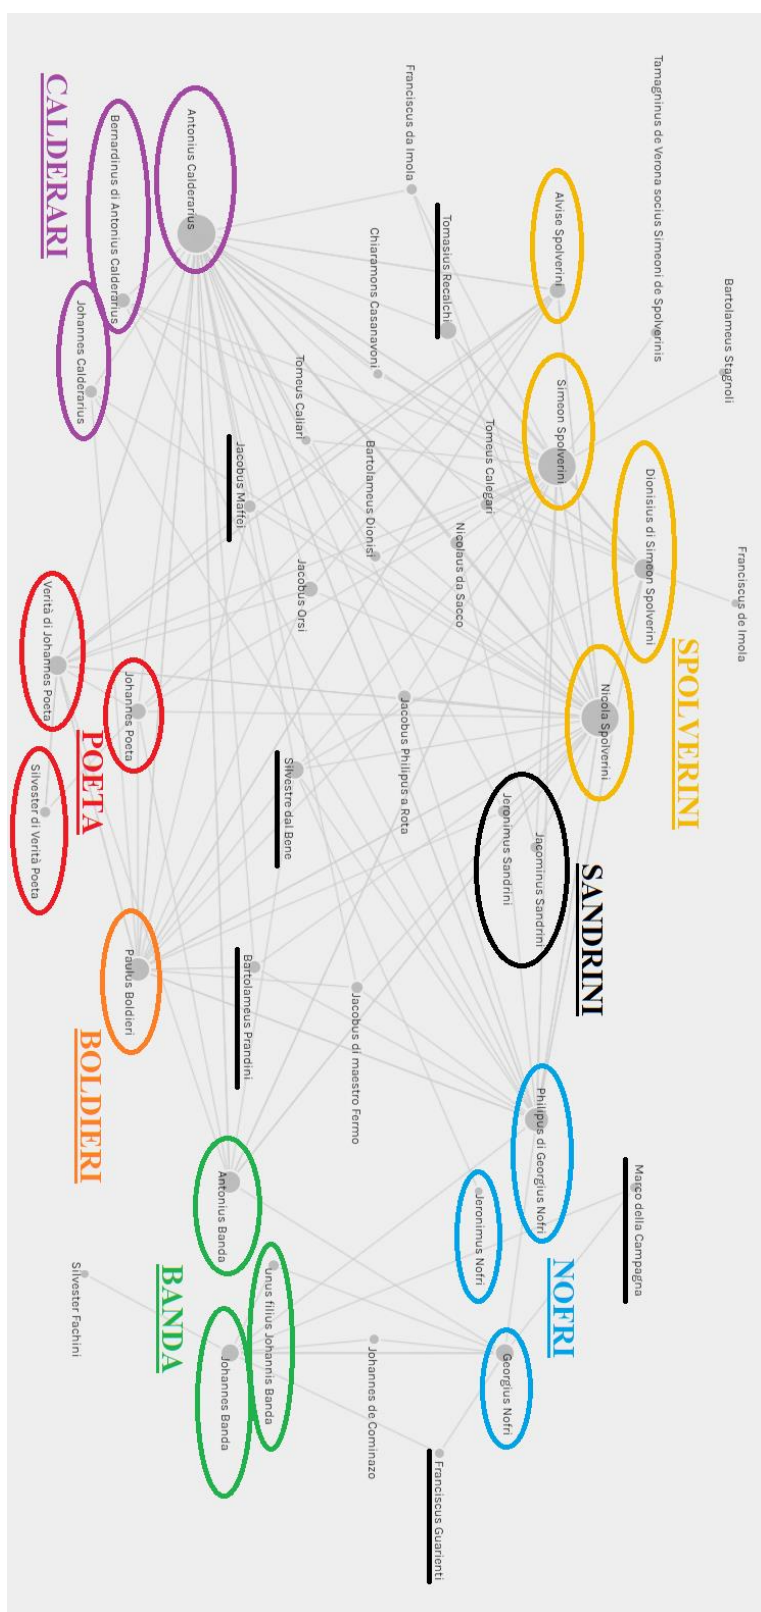 Bartolameus Stagnoli
Franciscus de Imola
Tamagninus de Verona socius Simeoni de Spolverinis
SPOLVERINI
Dionisius di Simeon Spolverini
Marco della Campagna
Nicola Spolverini
SANDRINI
Alvise Spolverini
Simeon Spolverini
NOFRI
Jacominus Sandrini
Philipus di Georgius Nofri
Jeronimus Sandrini
Georgius Nofri
Tomeus Calegari
Jeronimus Nofri
Nicolaus da Sacco
Tomasius Recalchi
Franciscus Guarienti
Franciscus da Imola
Jacobus Philipus a Rota
Chiaramons Casanavoni
Bartolameus Dionisi
Johannes de Cominazo
Jacobus di maestro Fermo
Tomeus Caliari
Jacobus Orsi
Silvestre dal Bene
unus filius Johannis Banda
Jacobus Maffei
Bartolameus Prandini
Antonius Banda
Johannes Banda
Antonius Calderarius
BANDA
Bernardinus di Antonius Calderarius
Johannes Poeta
Paulus Boldieri
Johannes Calderarius
POETA
BOLDIERI
Silvester Fachini
CALDERARI
Verità di Johannes Poeta
Silvester di Verità Poeta